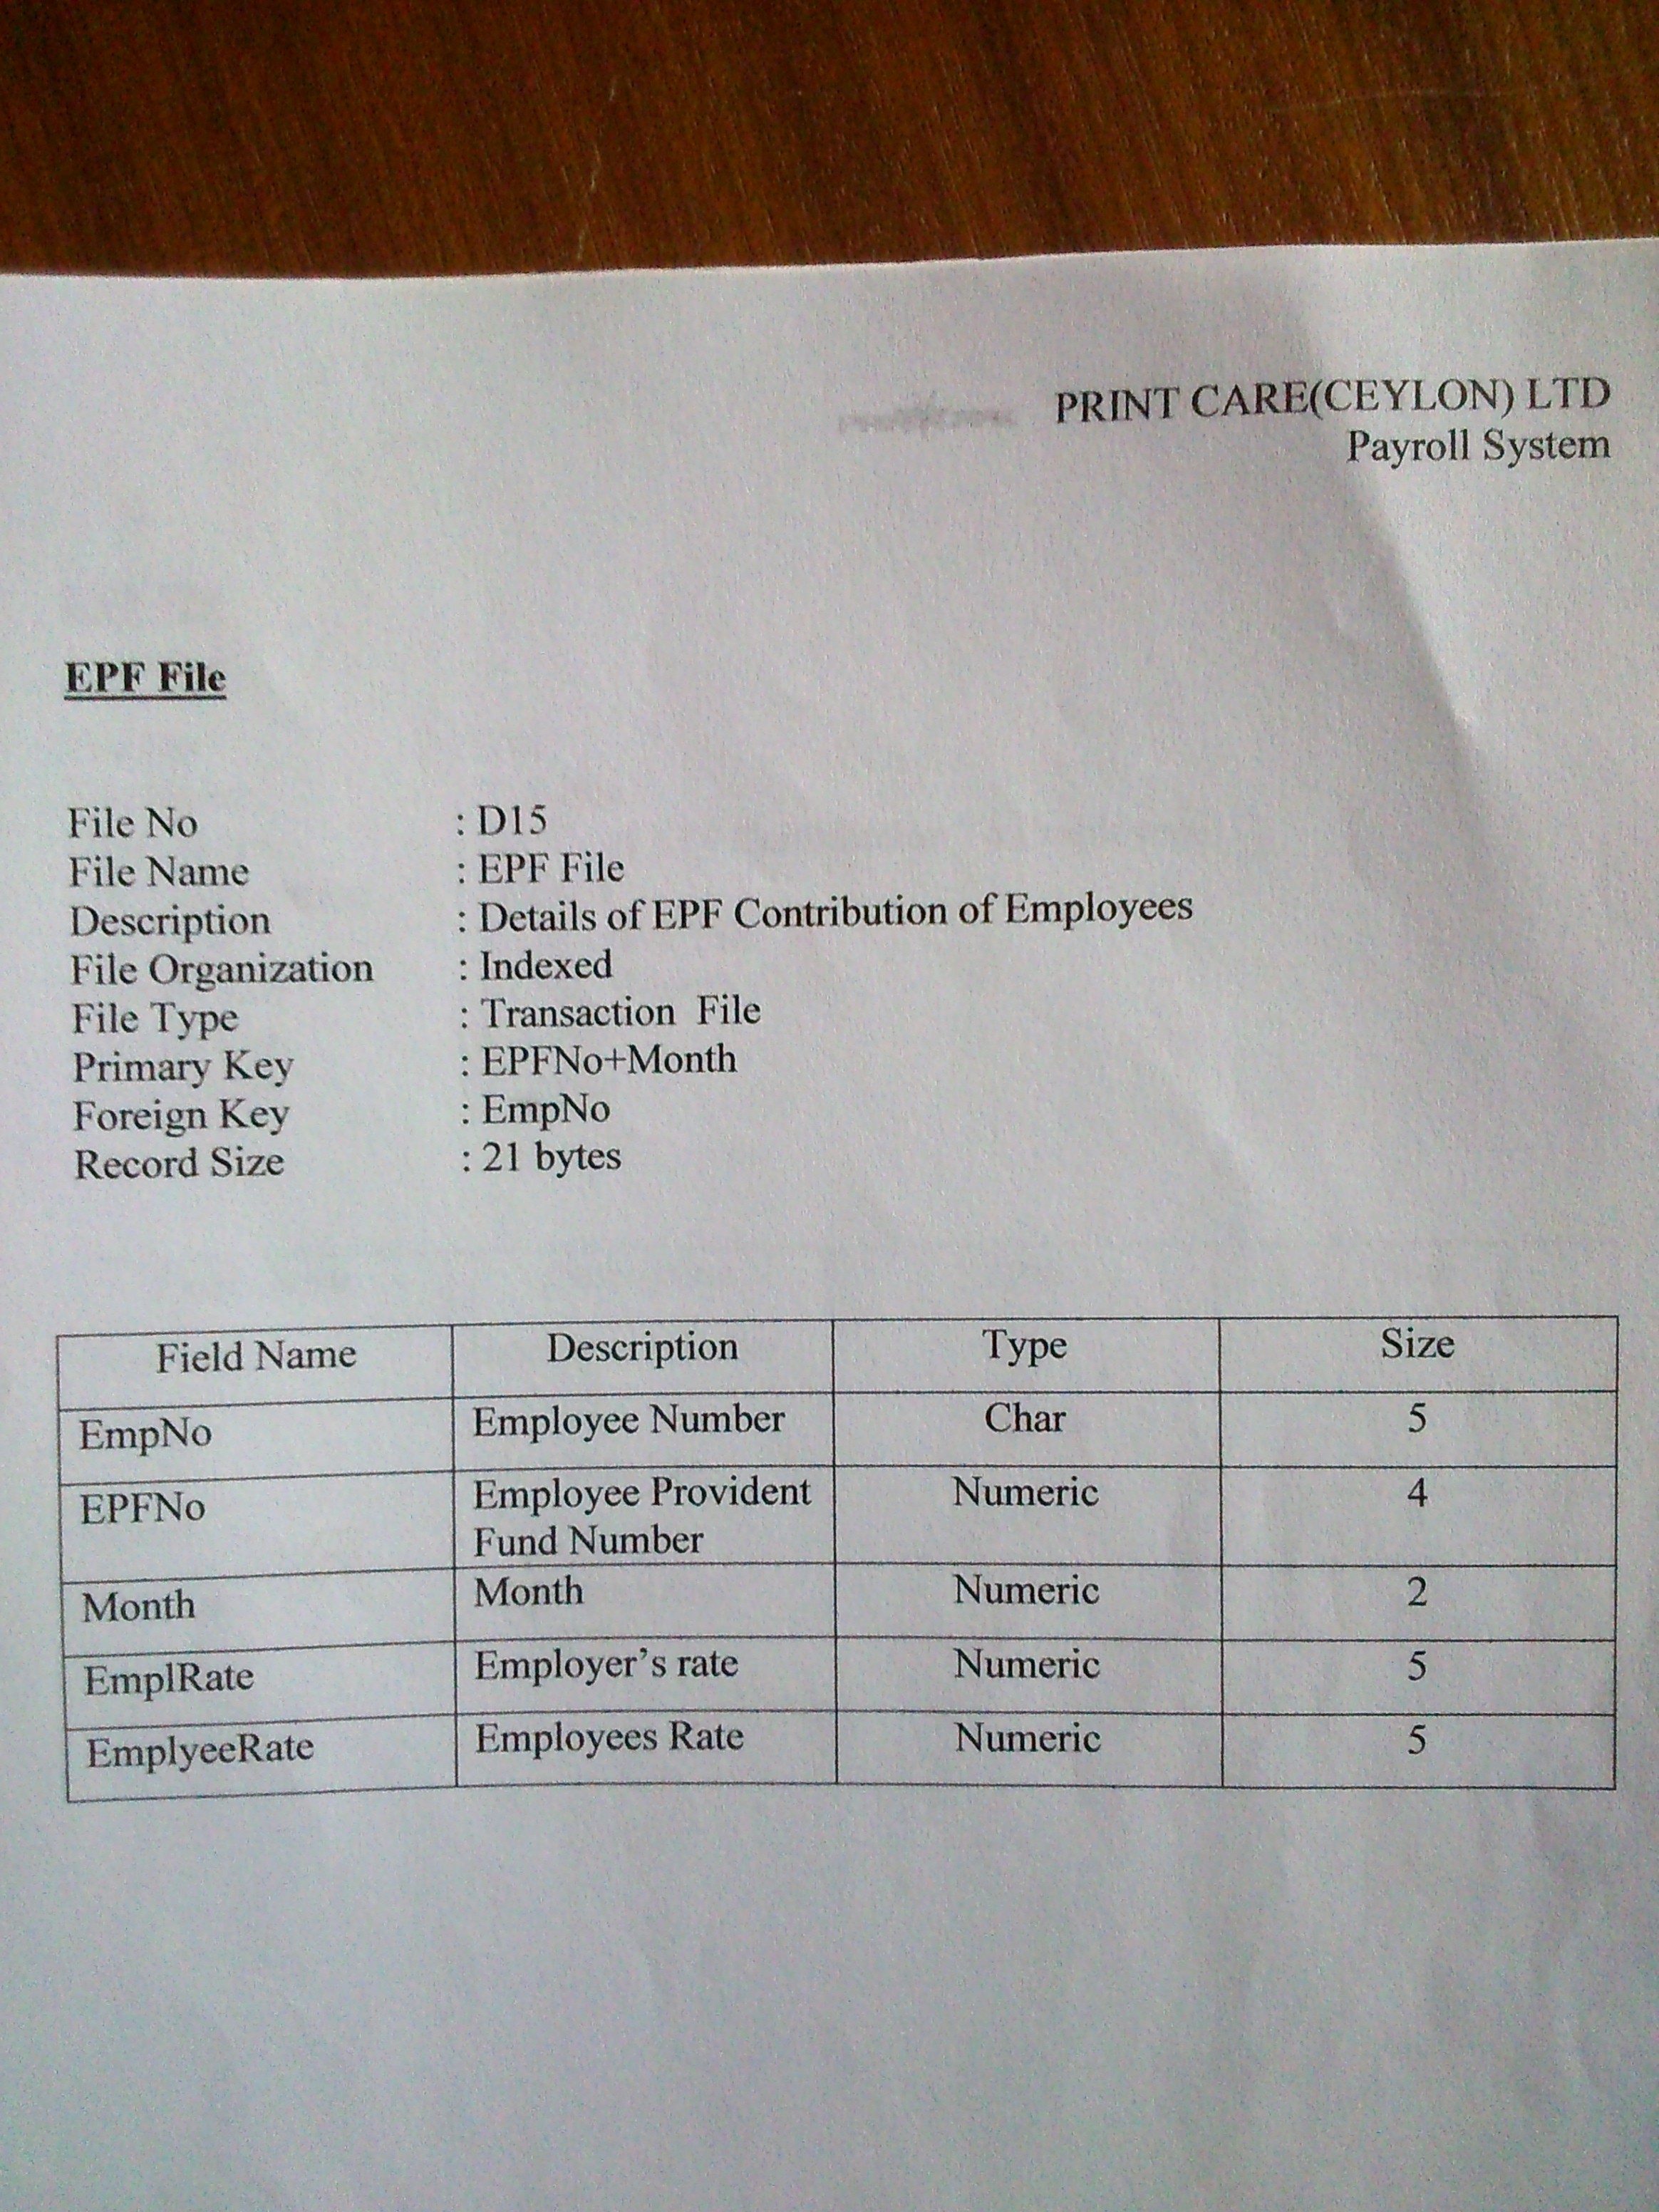 PRINT CARE(CEYLON) LTD
Payroll System
EPF File
File No : D15
File Name : EPF File
Description : Details of EPF Contribution of Employees
File Organization : Indexed
File Type : Transaction File
Primary Key : EPFNo+Month
Foreign Key : EmpNo
Record Size : 21 bytes
Field Name Description Type Size
EmpNo Employee Number Char 5
EPFNo Employee Provident Numeric 4
Fund Number
Month Month Numeric 2
EmplRate Employer’s rate Numeric 5
EmplyeeRate Employees Rate Numeric 5